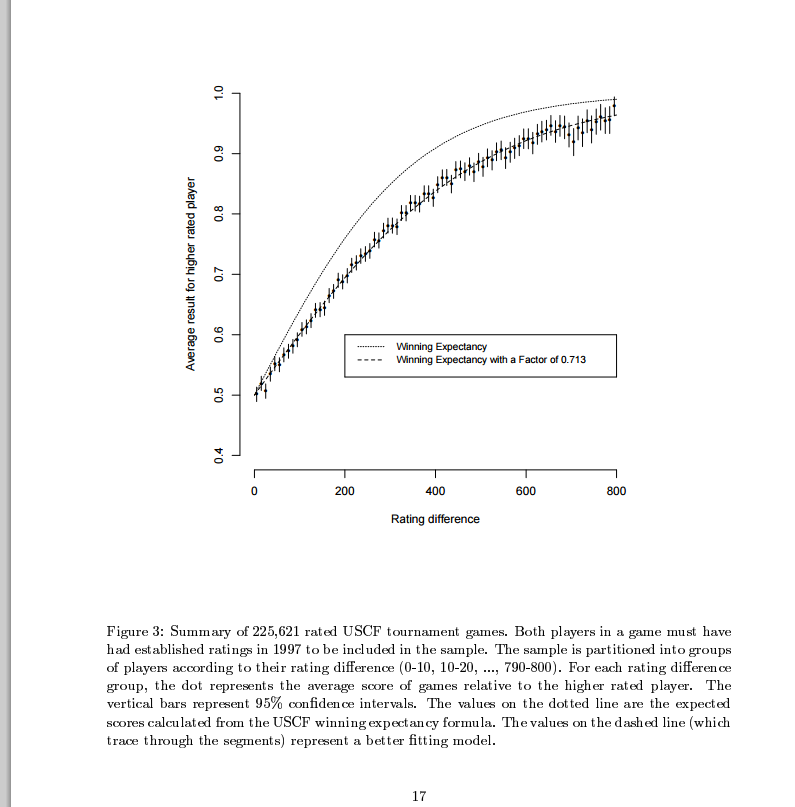 1.0
0.9
0.8
0.7
0.6
0.5
0.4
Average result for higher rated player
Winning Expectancy
Winning Expectancy with a Factor of 0.713
0 200 400 600 800
Rating difference
Figure 3: Summary of 225,621 rated USCF tournament games. Both players in a game must have
had established ratings in 1997 to be included in the sample. The sample is partitioned into groups
of players according to their rating difference (0-10, 10-20, ..., 790-800). For each rating difference
group, the dot represents the average score of games relative to the higher rated player. The
vertical bars represent 95% confidence intervals. The values on the dotted line are the expected
scores calculated from the USCF winning expectancy formula. The values on the dashed line (which
trace through the segments) represent a better fitting model.
17